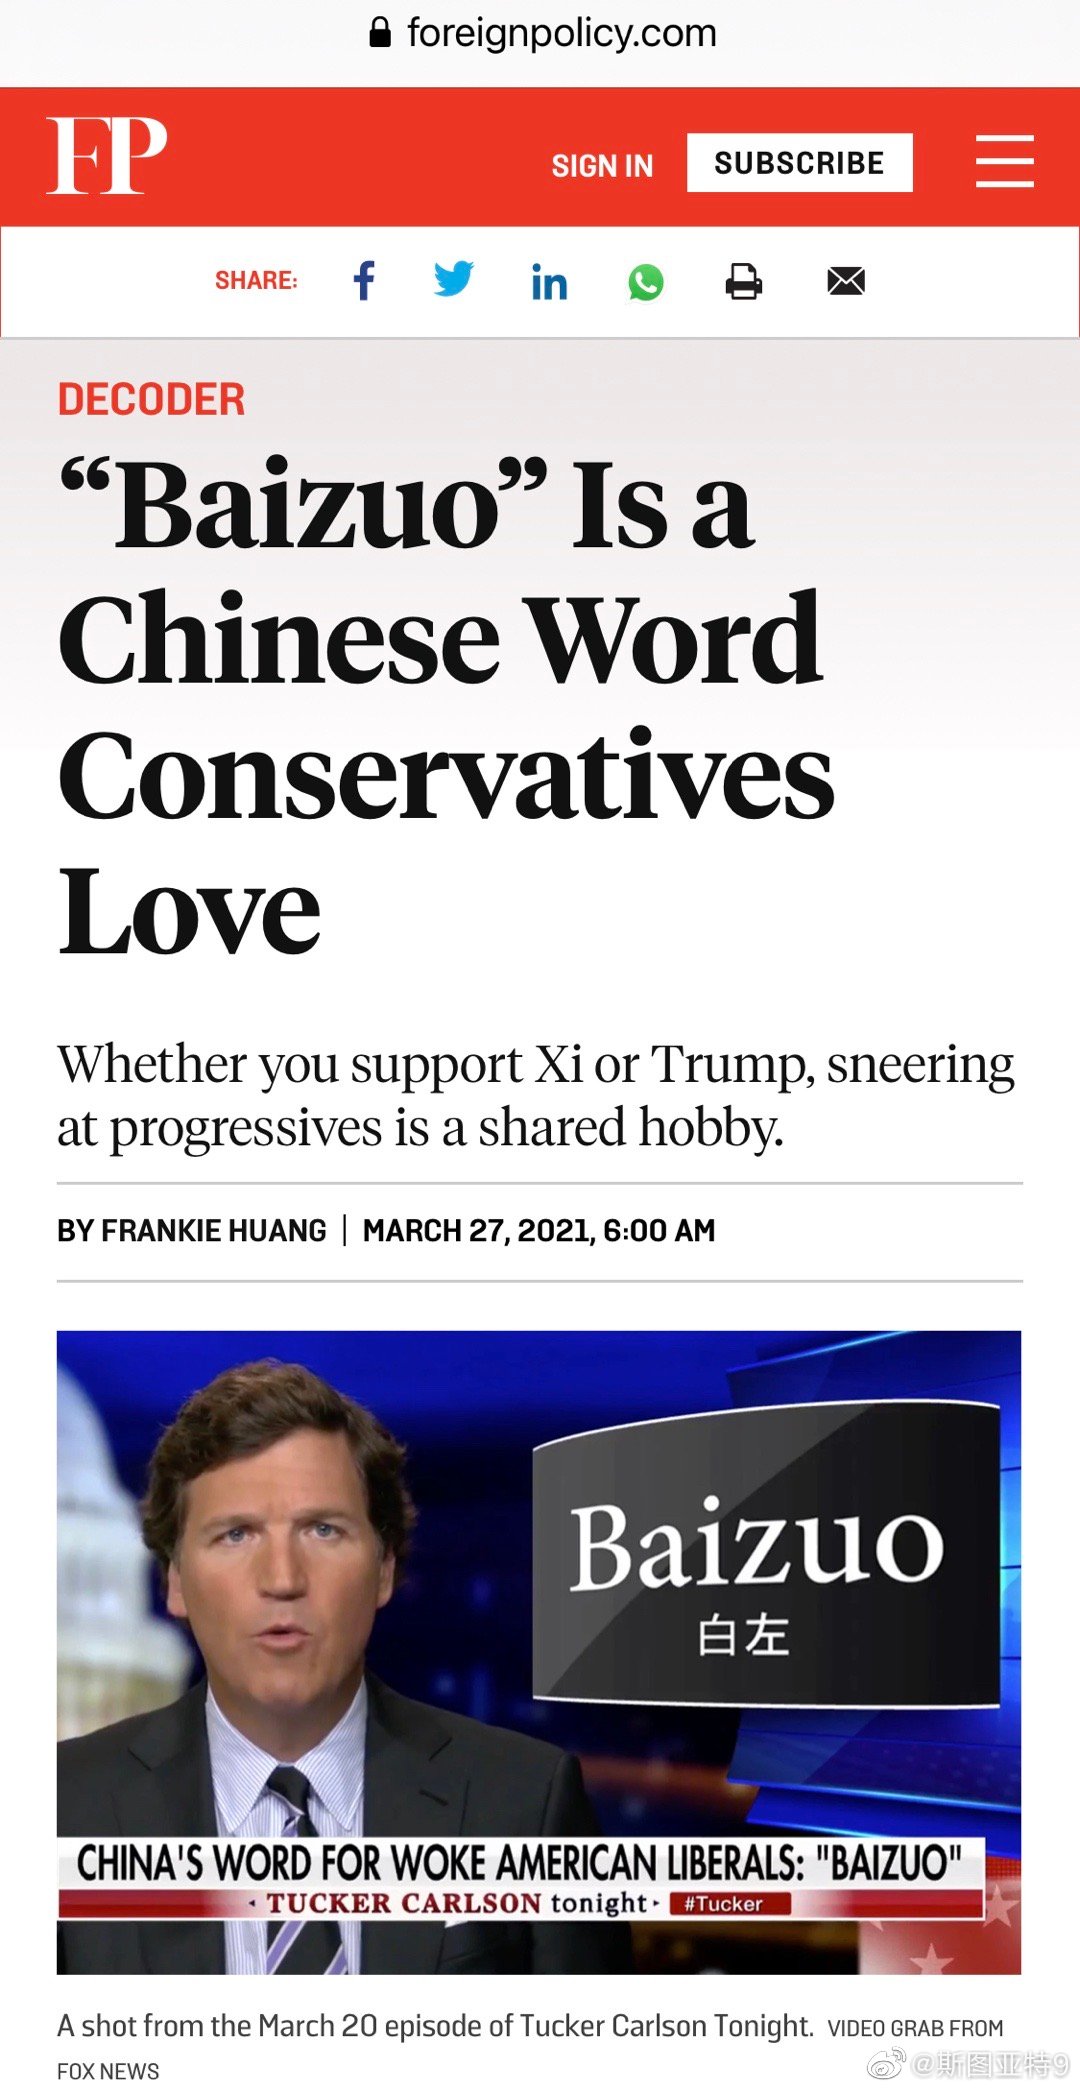 foreignpolicy.com
FP
SIGN IN
SUBSCRIBE
SHARE:
DECODER
“Baizuo” Is a
Chinese Word
Conservatives
Love
Whether you support Xi or Trump, sneering
at progressives is a shared hobby.
BY FRANKIE HUANG | MARCH 27, 2021, 6:00 AM
Baizuo
白左
CHINA'S WORD FOR WOKE AMERICAN LIBERALS: "BAIZUO"
TUCKER CARLSON tonight #Tucker
A shot from the March 20 episode of Tucker Carlson Tonight. VIDEO GRAB FROM
FOX NEWS
@斯图亚特9